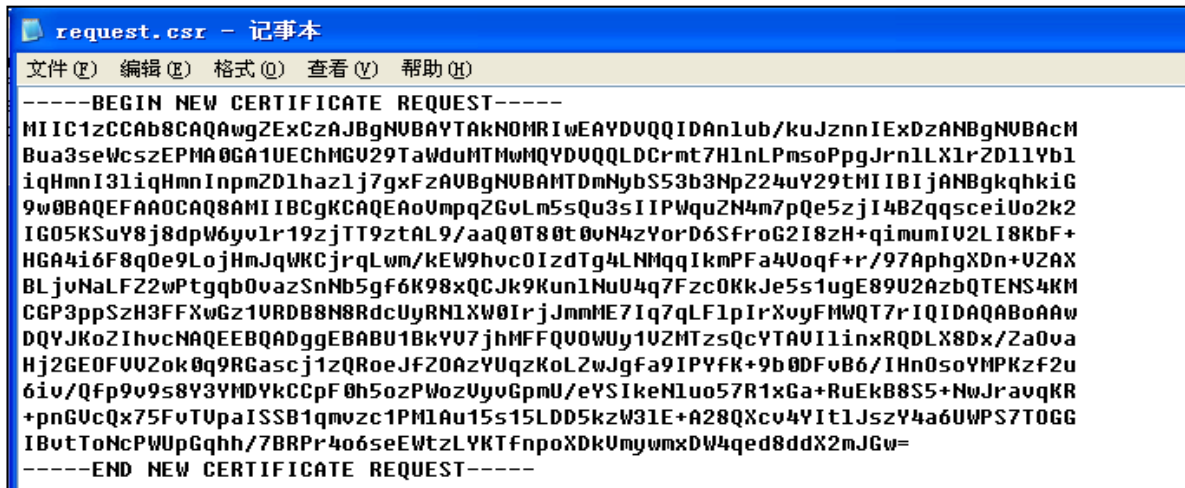 request.csr - 记事本
文件(F) 编辑(E) 格式(O) 查看(V) 帮助(H)
-----BEGIN NEW CERTIFICATE REQUEST-----
MIIC1zCCAb8CAQAwgZExCzAJBgNVBAYTAkNOMRIwEAYDVQQIDAnlub/kuJznnIExDzANBgNVBAcM
Bua3seWcszEPMA0GA1UEChMGV29TaWduMTMwMQYDVQQLDCrmt7HlnLPmsoPpgJrnlLXlrZDllYbl
iqHmnI3liqHmnInpmZDlhazlj7gxFzAVBgNVBAMTDmNybS53b3NpZ24uY29tMIIBIjANBgkqhkiG
9w0BAQEFAAOCAQ8AMIIBCgKCAQEAoVmpqZGvLm5sQu3sIIPWquZN4m7pQe5zjI4BZqqsceiUo2k2
IGO5KSuY8j8dpW6yvlr19zjTT9ztAL9/aaQ0T80t0vN4zYorD6SfroG2I8zH+qimumIV2LI8KbF+
HGA4i6F8qOe9LojHmJqWKCjrqLwm/kEW9hvcOIzdTg4LNMqqIkmPFa4Voqf+r/97AphgXDn+VZAX
BLjvNaLFZ2wPtgqbOvazSnNb5gf6K98xQCJk9KunlNuU4q7FzcOKkJe5s1ugE89U2AzbQTENS4KM
CGP3ppSzH3FFXwGz1VRDB8N8RdcUyRNlXW0IrjJmmME7Iq7qLFlpIrXvyFMWQT7rIQIDAQABoAAw
DQYJKoZIhvcNAQEEBQADggEBABU1BkYV7jhMFFQVOWUy1VZMTzsQcYTAVIlinxRQDLX8Dx/ZaOva
Hj2GEOFVVZok0q9RGascj1zQRoeJfZOAzYUqzKoLZwJgfa9IPYfK+9b0DFvB6/IHnOsoYMPKzf2u
6iv/Qfp9v9s8Y3YMDYkCCpF0h5ozPWozVyvGpmU/eYSIkeNluo57R1xGa+RuEkB8S5+NwJravqKR
+pnGVcQx75FvTVpaISSB1qmvzc1PMlAu15s15LDD5kzW3lE+A28QXcv4YItlJszY4a6UWPS7TOGG
IBvtToNcPWUpGqhh/7BRPr4o6seEWtzLYKTfnpoXDkVmywmxDW4qed8ddX2mJGw=
-----END NEW CERTIFICATE REQUEST-----